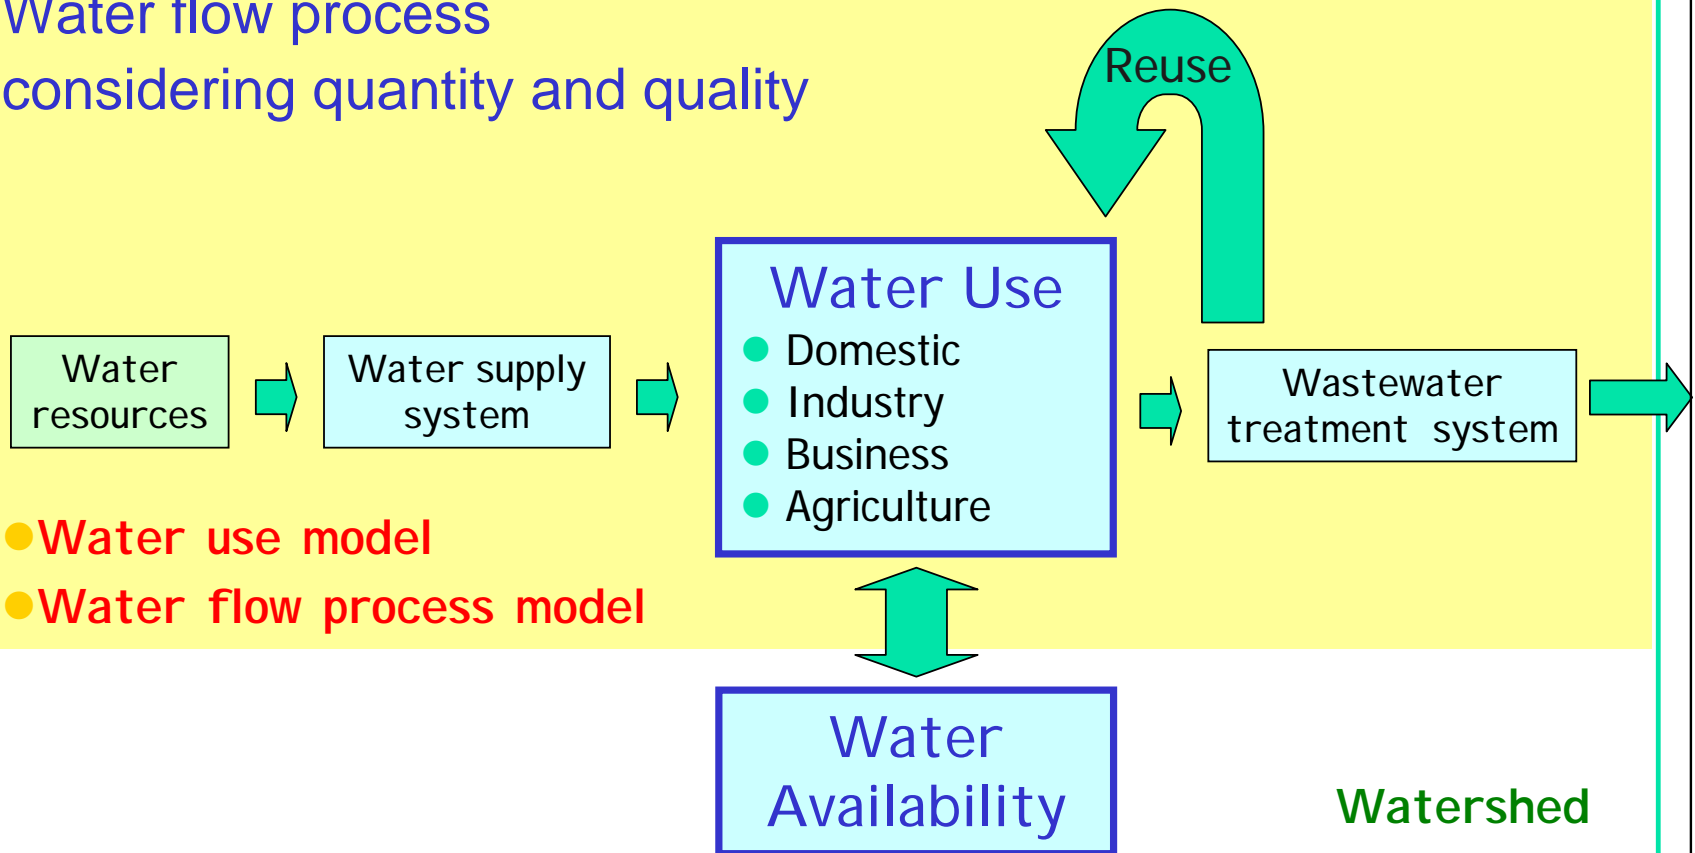 Water flow process
considering quantity and quality
Reuse
Water
resources
Water supply
system
Water Use
Domestic
Industry
Business
Agriculture
Wastewater
treatment system
Water use model
Water flow process model
Water
Availability
Watershed